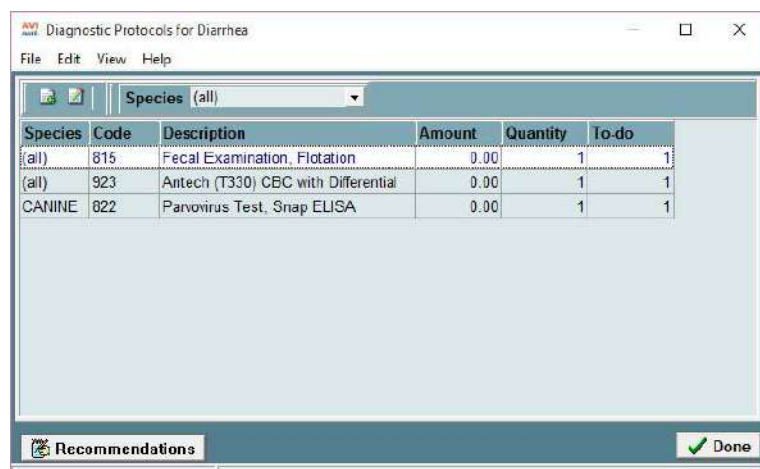 AVI mark Diagnostic Protocols for Diarrhea
File Edit View Help
Species (all)
Species Code Description Amount Quantity To-do
(all) 815 Fecal Examination, Flotation 0.00 1 1
(all) 923 Antech (T330) CBC with Differential 0.00 1 1
CANINE 822 Parvovirus Test, Snap ELISA 0.00 1 1
Recommendations Done